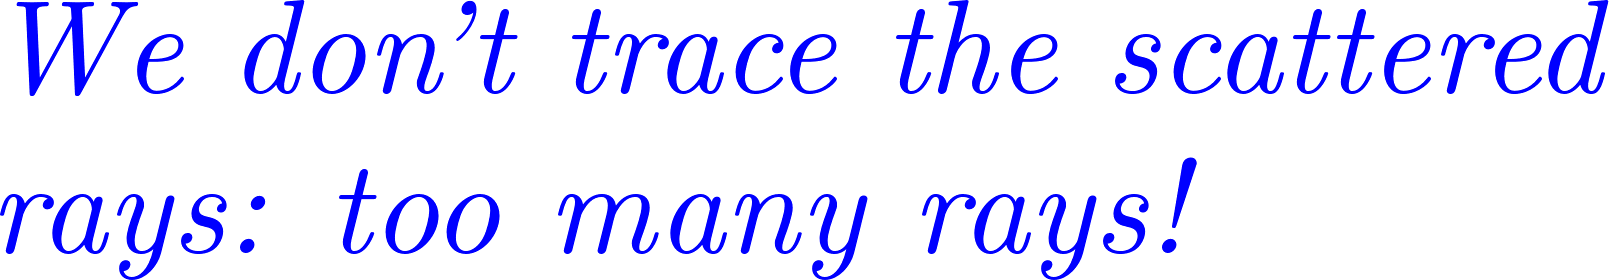 We don't trace the scattered
rays: too many rays!